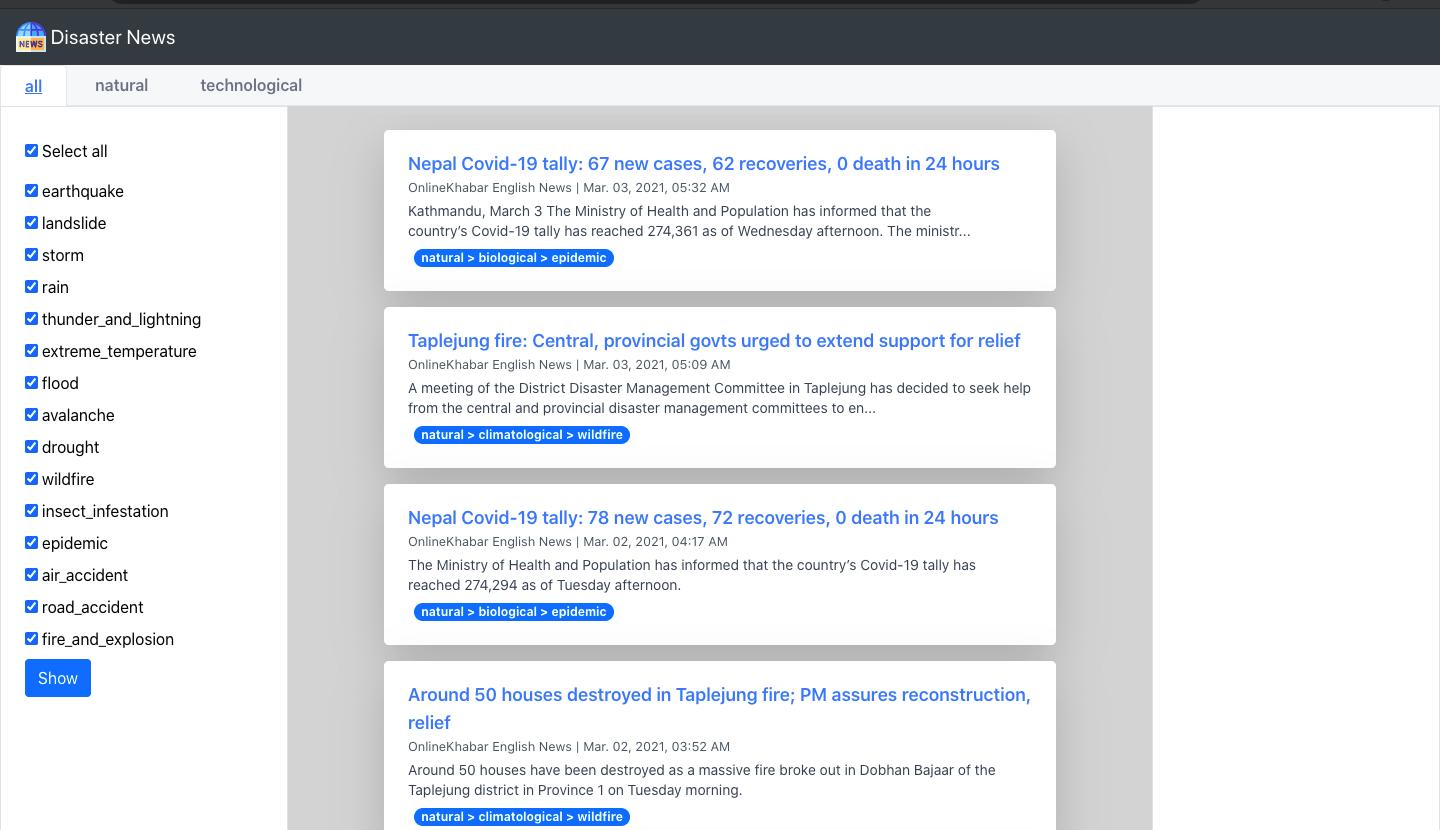 NEWS Disaster News
all natural technological
Select all
earthquake
landslide
storm
rain
thunder_and_lightning
extreme_temperature
flood
avalanche
drought
wildfire
insect_infestation
epidemic
air_accident
road_accident
fire_and_explosion
Show
Nepal Covid-19 tally: 67 new cases, 62 recoveries, 0 death in 24 hours
OnlineKhabar English News | Mar. 03, 2021, 05:32 AM
Kathmandu, March 3 The Ministry of Health and Population has informed that the
country’s Covid-19 tally has reached 274,361 as of Wednesday afternoon. The ministr...
natural > biological > epidemic
Taplejung fire: Central, provincial govts urged to extend support for relief
OnlineKhabar English News | Mar. 03, 2021, 05:09 AM
A meeting of the District Disaster Management Committee in Taplejung has decided to seek help
from the central and provincial disaster management committees to en...
natural > climatological > wildfire
Nepal Covid-19 tally: 78 new cases, 72 recoveries, 0 death in 24 hours
OnlineKhabar English News | Mar. 02, 2021, 04:17 AM
The Ministry of Health and Population has informed that the country’s Covid-19 tally has
reached 274,294 as of Tuesday afternoon.
natural > biological > epidemic
Around 50 houses destroyed in Taplejung fire; PM assures reconstruction,
relief
OnlineKhabar English News | Mar. 02, 2021, 03:52 AM
Around 50 houses have been destroyed as a massive fire broke out in Dobhan Bajaar of the
Taplejung district in Province 1 on Tuesday morning.
natural > climatological > wildfire